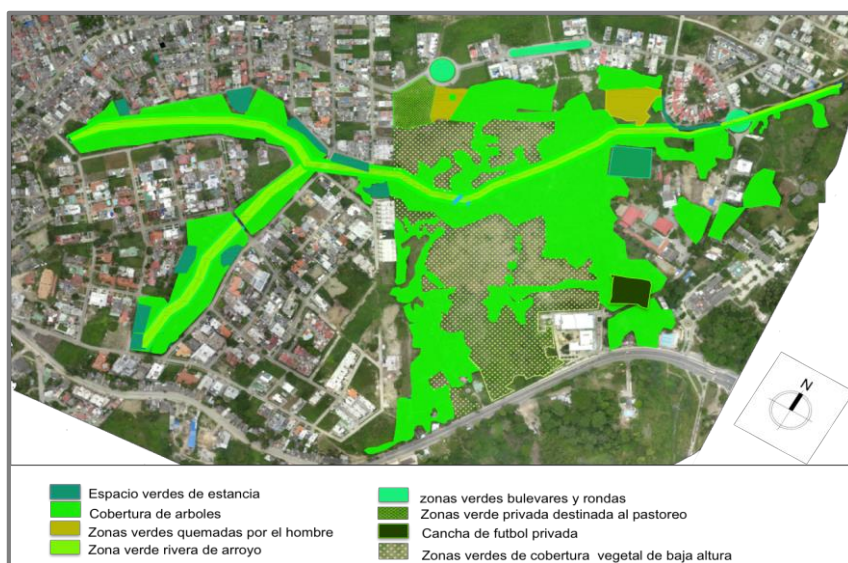 N
Espacio verdes de estancia
Cobertura de arboles
Zonas verdes quemadas por el hombre
Zona verde rivera de arroyo
zonas verdes bulevares y rondas
Zonas verde privada destinada al pastoreo
Cancha de futbol privada
Zonas verdes de cobertura vegetal de baja altura